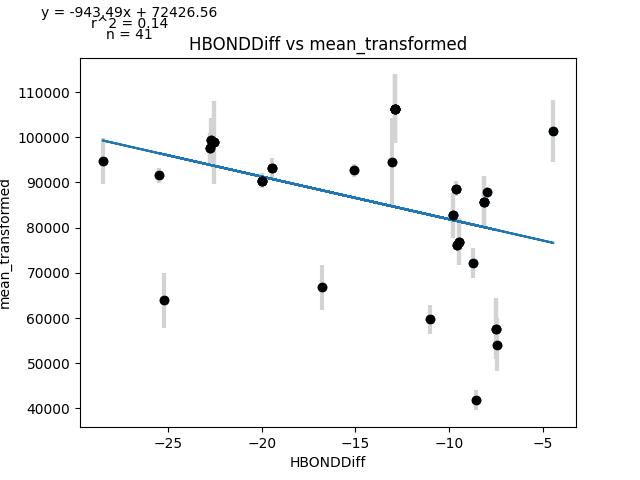 y = -943.49x + 72426.56
r^2 = 0.14
n = 41
HBONDDiff vs mean_transformed
110000
100000
90000
80000
70000
60000
50000
40000
mean_transformed
−25
−20
−15
−10
−5
HBONDDiff